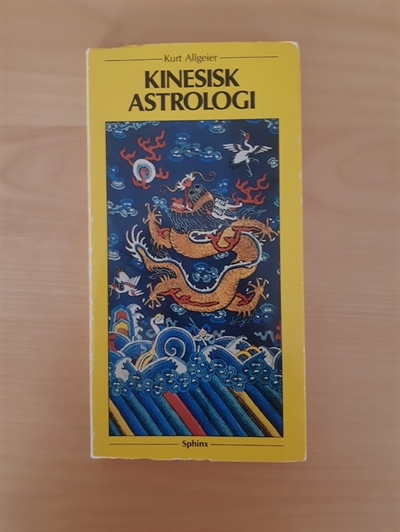 Kurt Allgeier
KINESISK
ASTROLOGI
Sphinx